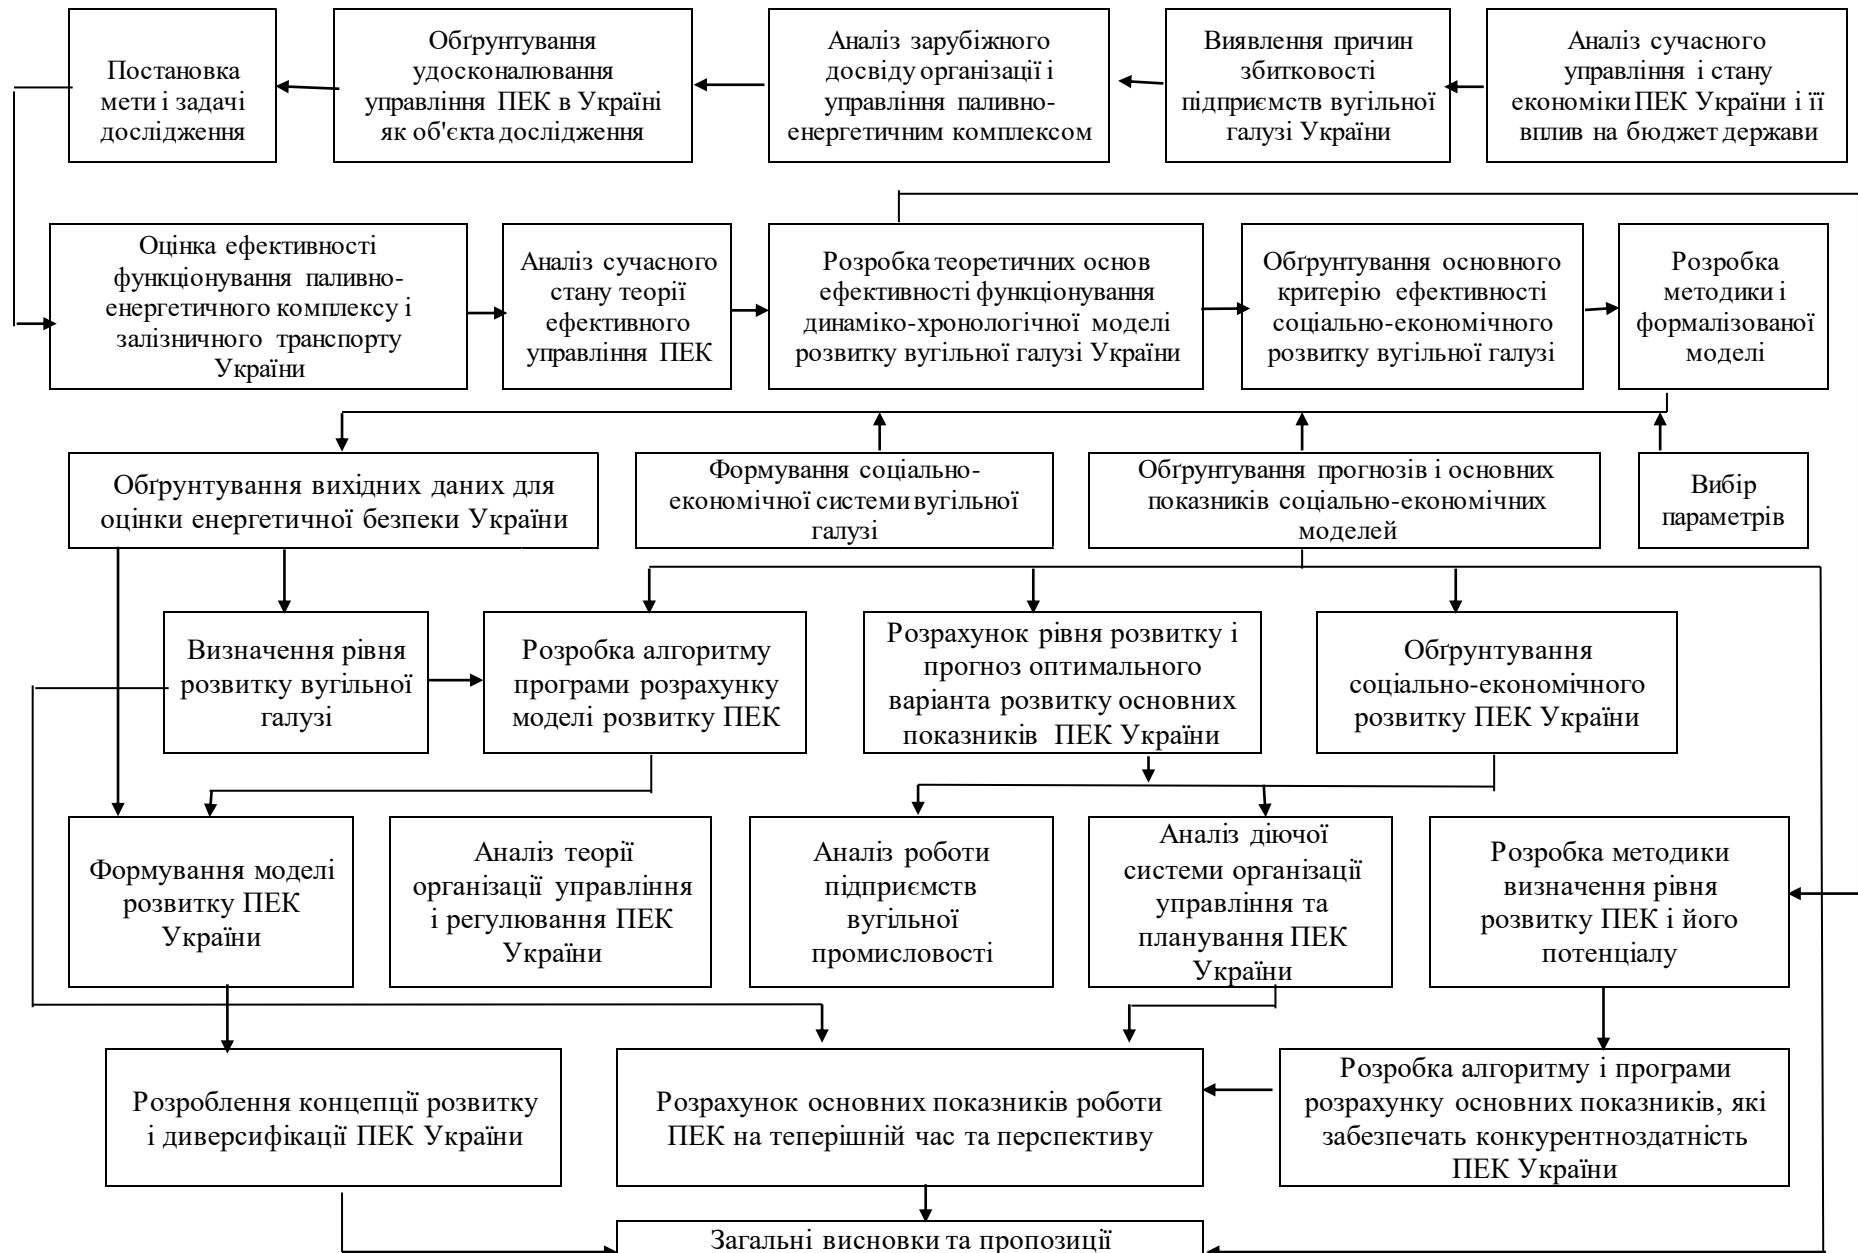 Постановка
мети і задачі
дослідження
Обґрунтування
удосконалювання
управління ПЕК в Україні
як об'єкта дослідження
Аналіз зарубіжного
досвіду організації і
управління паливно-
енергетичним комплексом
Виявлення причин
збитковості
підприємств вугільної
галузі України
Аналіз сучасного
управління і стану
економіки ПЕК України і її
вплив на бюджет держави
Оцінка ефективності
функціонування паливно-
енергетичного комплексу і
залізничного транспорту
України
Аналіз сучасного
стану теорії
ефективного
управління ПЕК
Розробка теоретичних основ
ефективності функціонування
динаміко-хронологічної моделі
розвитку вугільної галузі України
Обґрунтування основного
критерію ефективності
соціально-економічного
розвитку вугільної галузі
Розробка
методики і
формалізованої
моделі
Обґрунтування вихідних даних для
оцінки енергетичної безпеки України
Формування соціально-
економічної системи вугільної
галузі
Обґрунтування прогнозів і основних
показників соціально-економічних
моделей
Вибір
параметрів
Визначення рівня
розвитку вугільної
галузі
Розробка алгоритму
програми розрахунку
моделі розвитку ПЕК
Розрахунок рівня розвитку і
прогноз оптимального
варіанта розвитку основних
показників ПЕК України
Обґрунтування
соціально-економічного
розвитку ПЕК України
Формування моделі
розвитку ПЕК
України
Аналіз теорії
організації управління
і регулювання ПЕК
України
Аналіз роботи
підприємств
вугільної
промисловості
Аналіз діючої
системи організації
управління та
планування ПЕК
України
Розробка методики
визначення рівня
розвитку ПЕК і його
потенціалу
Розроблення концепції розвитку
і диверсифікації ПЕК України
Розрахунок основних показників роботи
ПЕК на теперішній час та перспективу
Розробка алгоритму і програми
розрахунку основних показників, які
забезпечать конкурентноздатність
ПЕК України
Загальні висновки та пропозиції